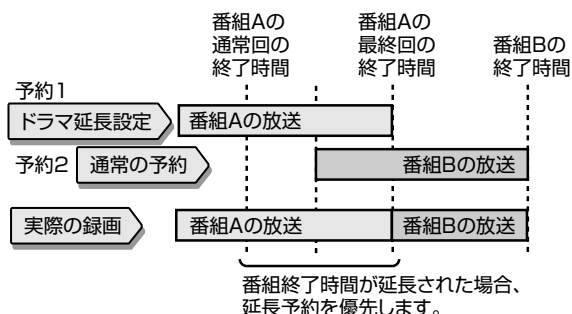 番組Aの
通常回の
終了時間
番組Aの
最終回の
終了時間
番組Bの
終了時間
予約1
ドラマ延長設定
番組Aの放送
予約2
通常の予約
番組Bの放送
実際の録画
番組Aの放送
番組Bの放送
番組終了時間が延長された場合、
延長予約を優先します。